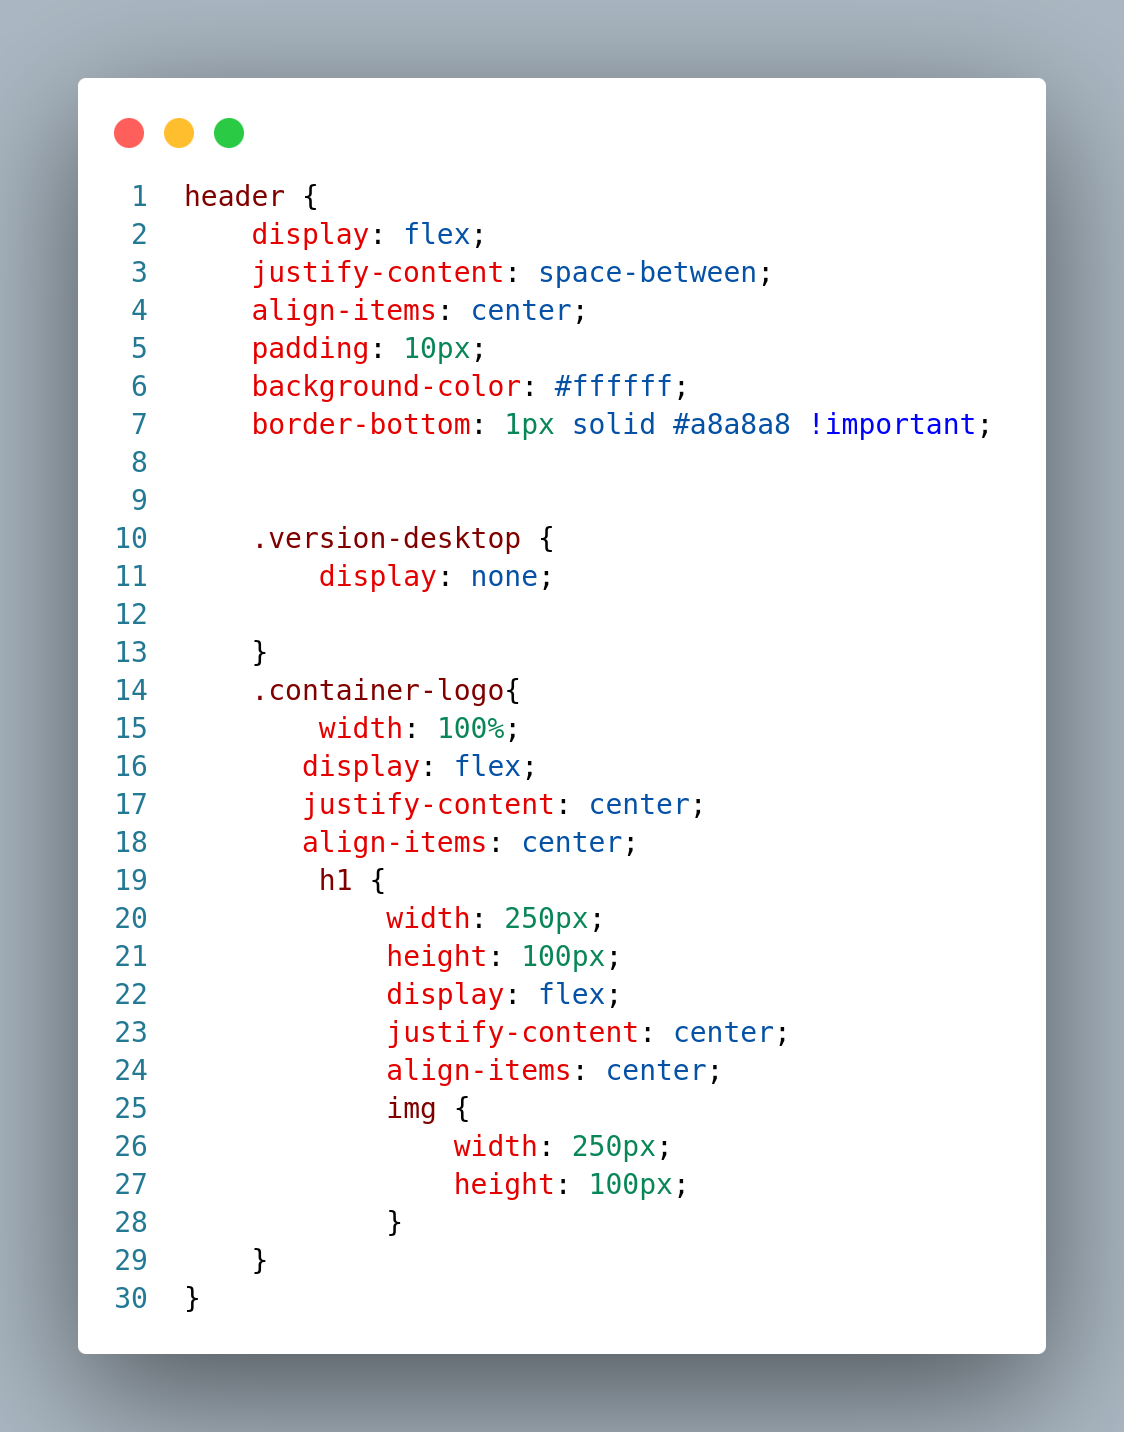 1 header {
2     display: flex;
3     justify-content: space-between;
4     align-items: center;
5     padding: 10px;
6     background-color: #ffffff;
7     border-bottom: 1px solid #a8a8a8 !important;
8
9
10     .version-desktop {
11         display: none;
12
13     }
14     .container-logo{
15         width: 100%;
16        display: flex;
17        justify-content: center;
18        align-items: center;
19         h1 {
20             width: 250px;
21             height: 100px;
22             display: flex;
23             justify-content: center;
24             align-items: center;
25             img {
26                 width: 250px;
27                 height: 100px;
28             }
29     }
30 }